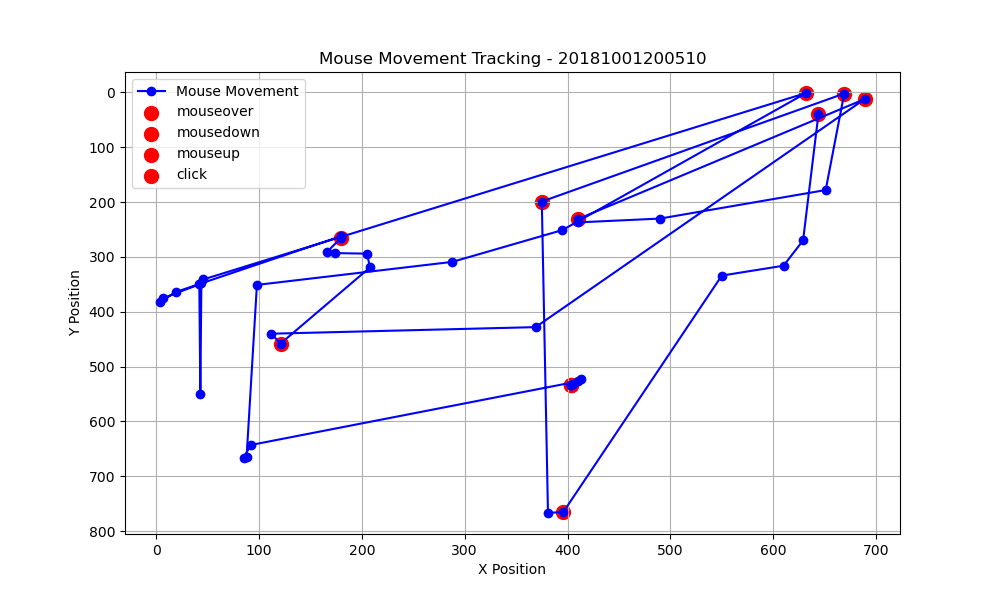 Mouse Movement Tracking - 20181001200510
Mouse Movement
mouseover
mousedown
mouseup
click
Y Position
0
100
200
300
400
500
600
700
800
0
100
200
300
400
500
600
700
X Position